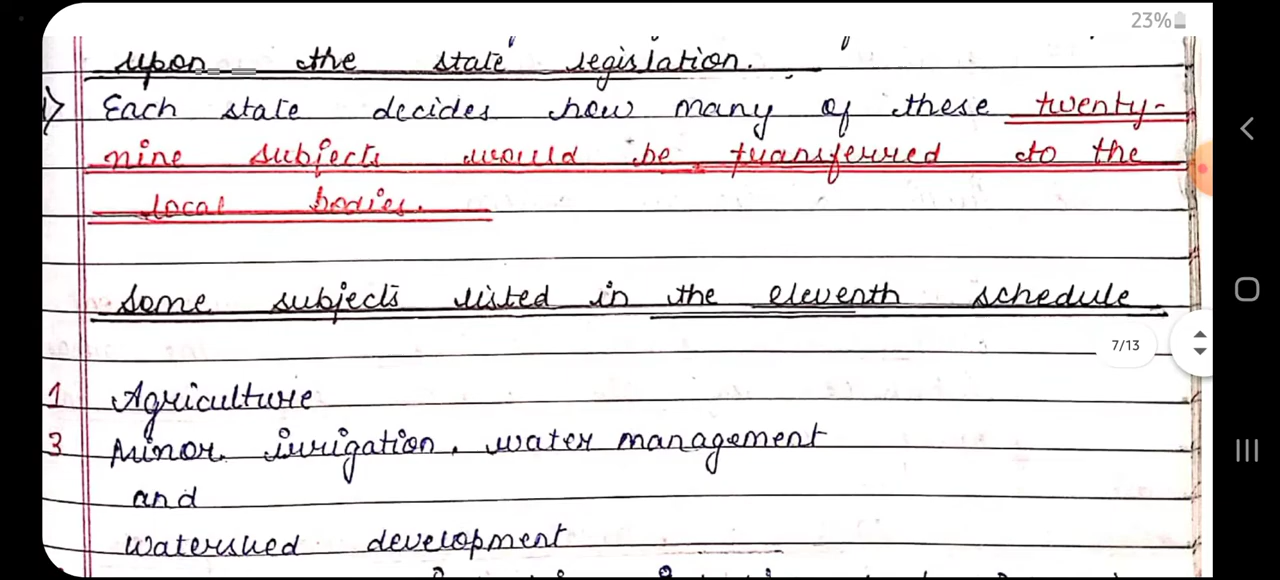 23%
upon the state legislation.
Each state decides how many of these twenty-
nine subjects would be transferred to the
local bodies.
Some subjects listed in the eleventh schedule
7/13
1 Agriculture
3 Minor. irrigation, water management
and
watershed development